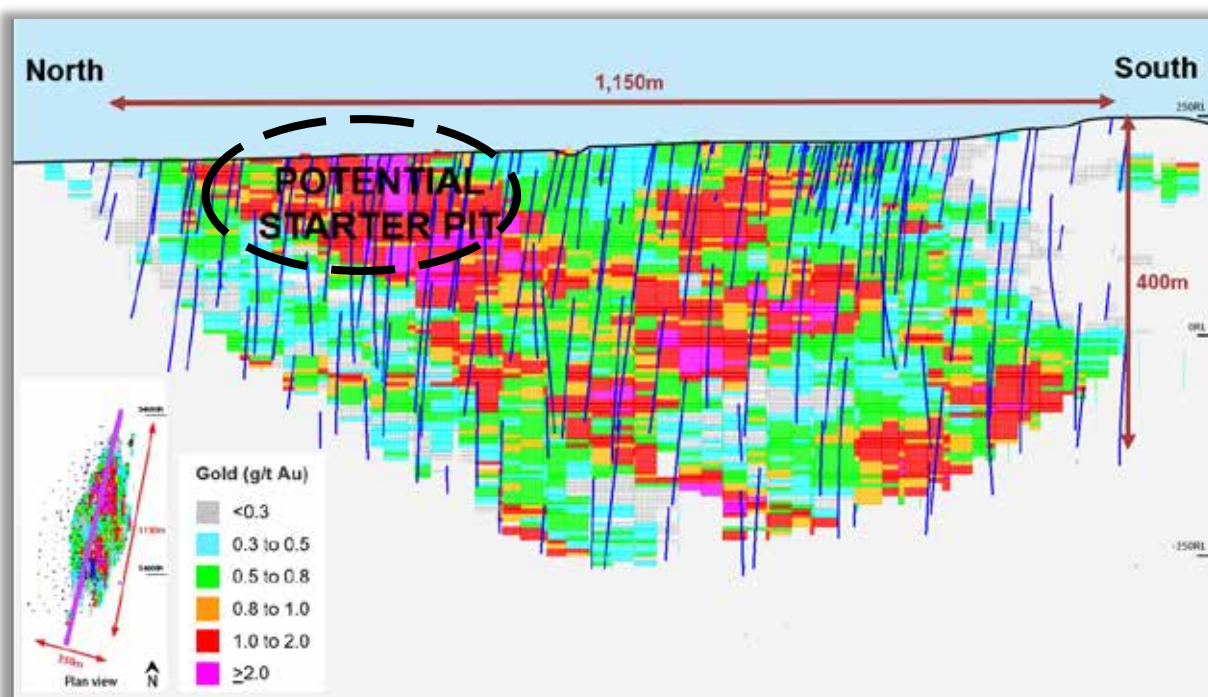 North
South
1,150m
250RL
POTENTIAL
STARTER PIT
400m
0RL
-250RL
1150m
250m
Plan view
N
Gold (g/t Au)
<0.3
0.3 to 0.5
0.5 to 0.8
0.8 to 1.0
1.0 to 2.0
≥2.0